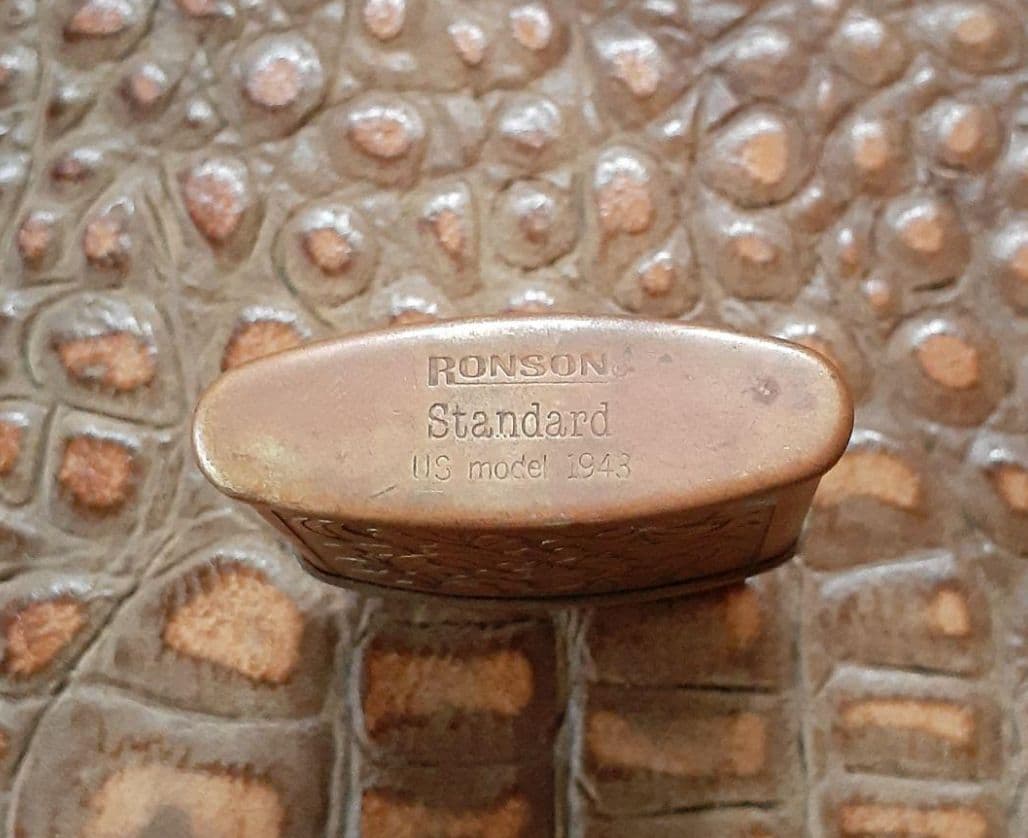 RONSON
Standard
US model 1943